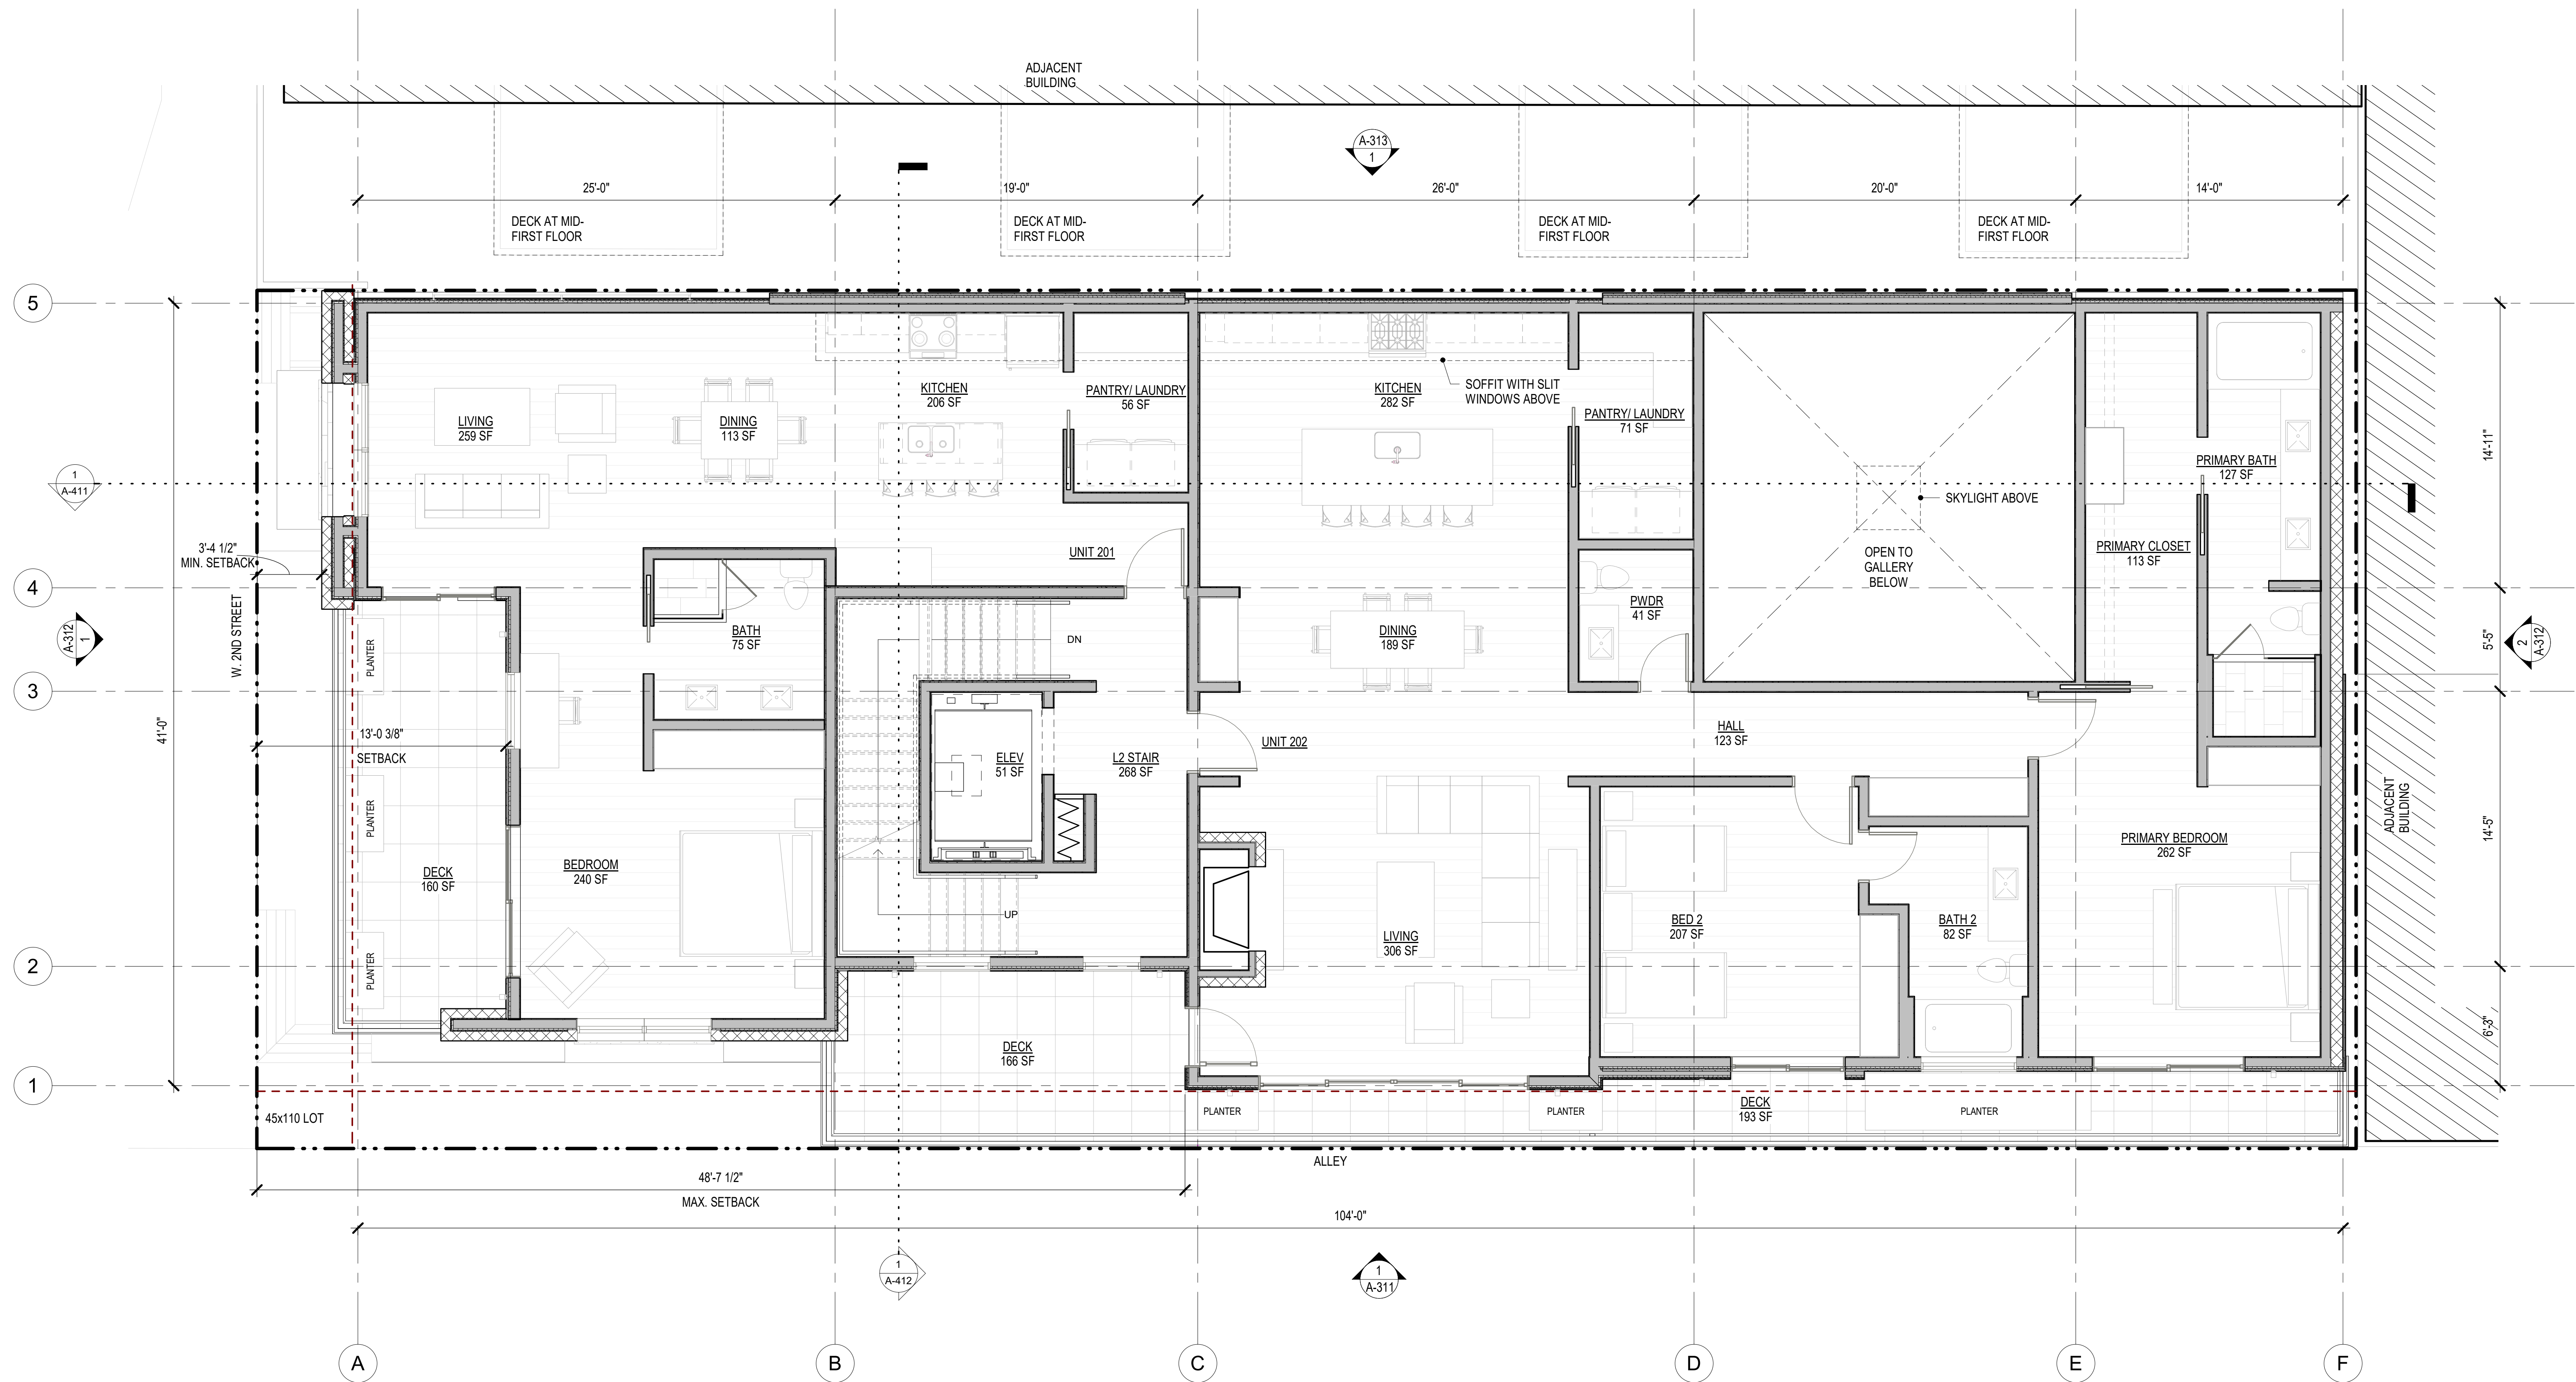 ADJACENT
BUILDING
A-313
1
25'-0"
19'-0"
26'-0"
20'-0"
14'-0"
DECK AT MID-
FIRST FLOOR
DECK AT MID-
FIRST FLOOR
DECK AT MID-
FIRST FLOOR
DECK AT MID-
FIRST FLOOR
5
KITCHEN
206 SF
PANTRY/ LAUNDRY
56 SF
KITCHEN
282 SF
SOFFIT WITH SLIT
WINDOWS ABOVE
LIVING
259 SF
DINING
113 SF
PANTRY/ LAUNDRY
71 SF
14'-11"
PRIMARY BATH
127 SF
1
A-411
SKYLIGHT ABOVE
3'-4 1/2"
MIN. SETBACK
UNIT 201
OPEN TO
GALLERY
BELOW
PRIMARY CLOSET
113 SF
4
W. 2ND STREET
A-312
1
PLANTER
BATH
75 SF
DN
DINING
189 SF
PWDR
41 SF
5'-5"
2
A-312
3
41'-0"
13'-0 3/8"
SETBACK
ELEV
51 SF
L2 STAIR
268 SF
UNIT 202
HALL
123 SF
PLANTER
ADJACENT
BUILDING
14'-5"
DECK
160 SF
BEDROOM
240 SF
PRIMARY BEDROOM
262 SF
UP
LIVING
306 SF
BED 2
207 SF
BATH 2
82 SF
2
PLANTER
6'-3"
DECK
166 SF
1
45x110 LOT
PLANTER
PLANTER
DECK
193 SF
PLANTER
ALLEY
48'-7 1/2"
MAX. SETBACK
104'-0"
1
A-412
1
A-311
A
B
C
D
E
F